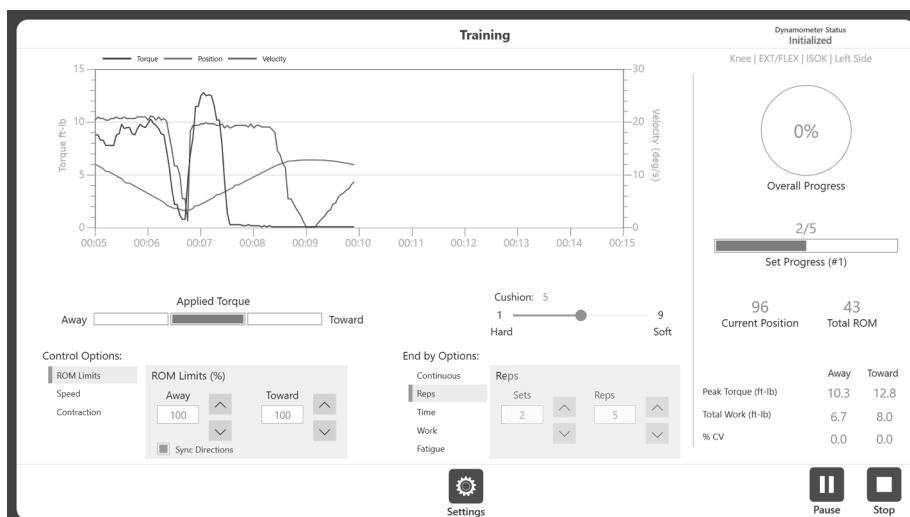 Training
Dynamometer Status
Initialized
Knee | EXT/FLEX | ISOK | Left Side
Torque Position Velocity
15 30
10 20
5 10
0 0
Torque ft-lb
Velocity (deg/s)
00:05 00:06 00:07 00:08 00:09 00:10 00:11 00:12 00:13 00:14 00:15
0%
Overall Progress
2/5
Set Progress (#1)
Applied Torque
Away Toward
Cushion: 5
1 9
Hard Soft
96 43
Current Position Total ROM
Control Options:
ROM Limits
Speed
Contraction
ROM Limits (%)
Away Toward
100 100
Sync Directions
End by Options:
Continuous
Reps
Time
Work
Fatigue
Reps
Sets Reps
2 5
Away Toward
Peak Torque (ft-lb) 10.3 12.8
Total Work (ft-lb) 6.7 8.0
% CV 0.0 0.0
Settings
Pause Stop